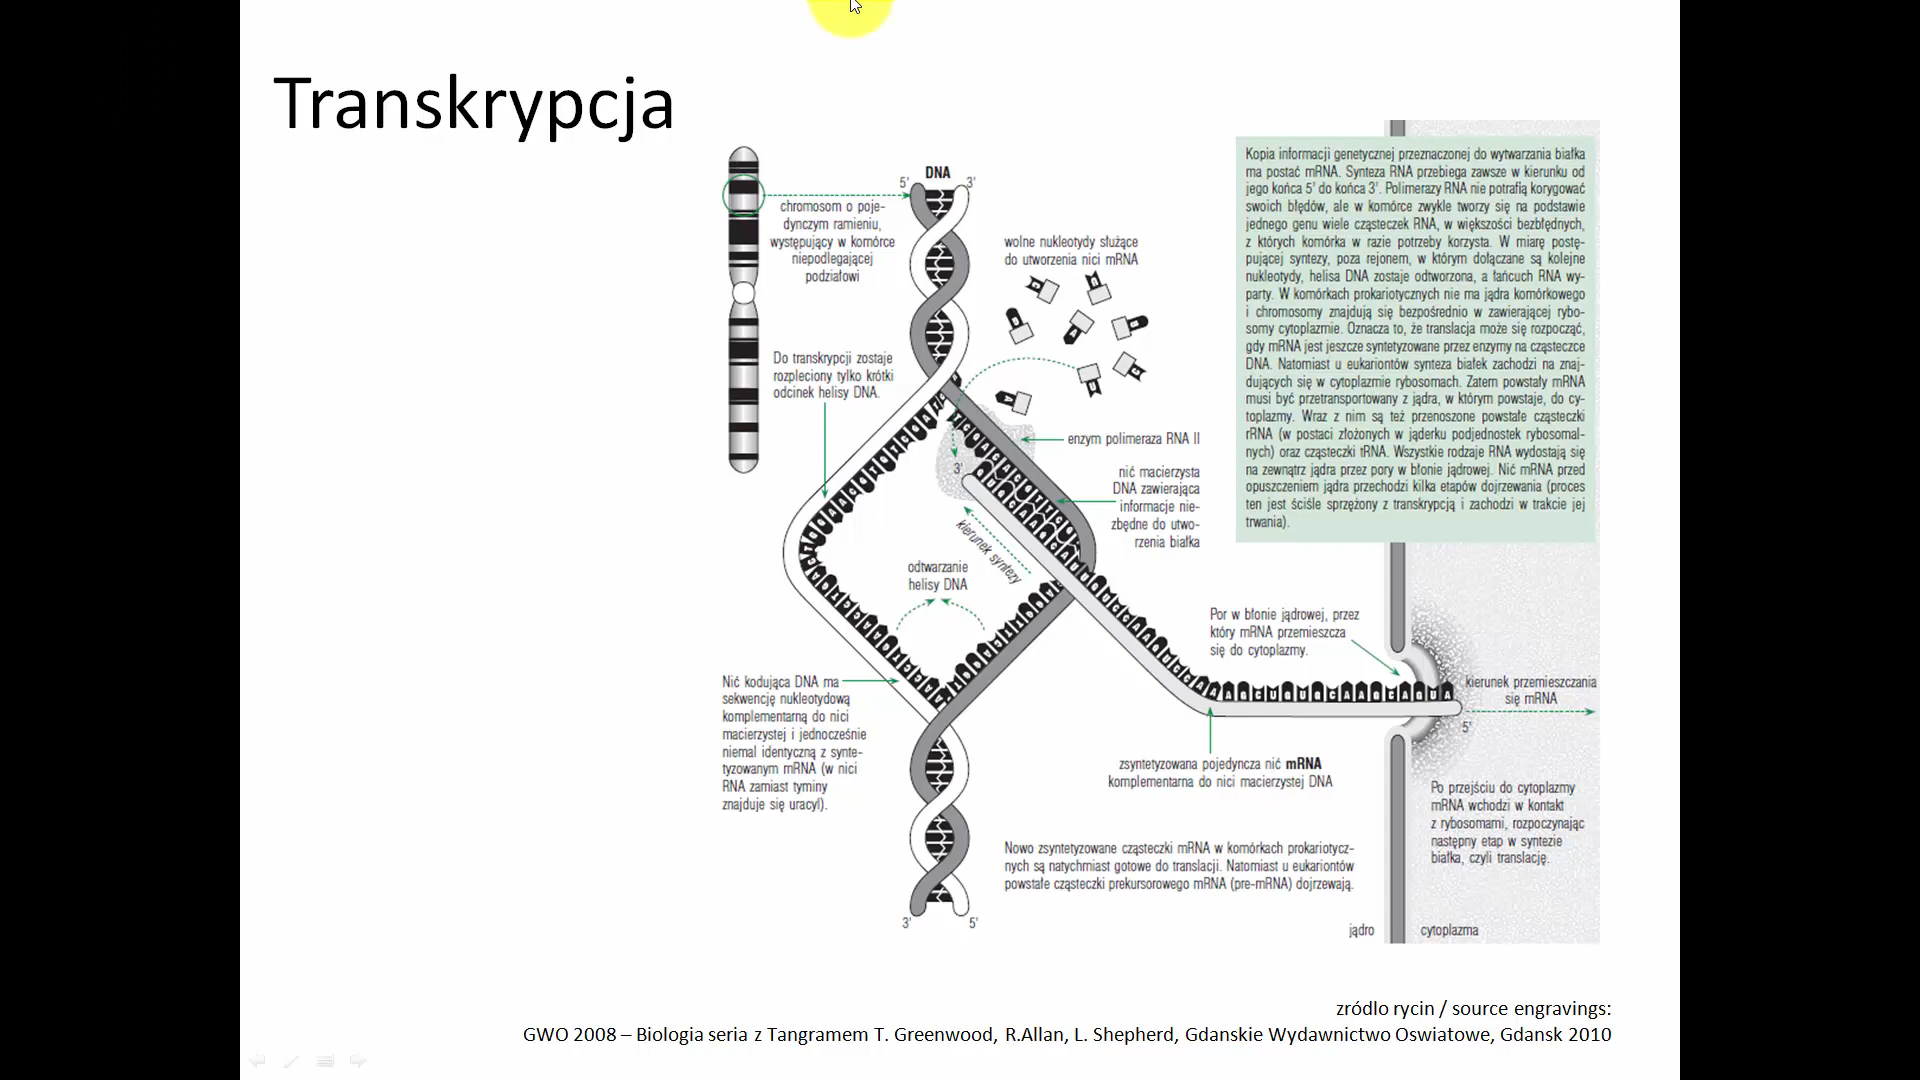 Transkrypcja
DNA
5'
3'
chromosom o poje-
dynczym ramieniu,
występujący w komórce
niepodlegającej
podziałowi
wolne nukleotydy służące
do utworzenia nici mRNA
Do transkrypcji zostaje
rozpleciony tylko krótki
odcinek helisy DNA.
enzym polimeraza RNA II
3'
nić macierzysta
DNA zawierająca
informacje nie-
zbędne do utwo-
rzenia białka
kierunek syntezy
odtwarzanie
helisy DNA
Nić kodująca DNA ma
sekwencję nukleotydową
komplementarną do nici
macierzystej i jednocześnie
niemal identyczną z synte-
tyzowanym mRNA (w nici
RNA zamiast tyminy
znajduje się uracyl).
3'
5'
Kopia informacji genetycznej przeznaczonej do wytwarzania białka
ma postać mRNA. Synteza RNA przebiega zawsze w kierunku od
jego końca 5' do końca 3'. Polimerazy RNA nie potrafią korygować
swoich błędów, ale w komórce zwykle tworzy się na podstawie
jednego genu wiele cząsteczek RNA, w większości bezbłędnych,
z których komórka w razie potrzeby korzysta. W miarę postę-
pującej syntezy, poza rejonem, w którym dołączane są kolejne
nukleotydy, helisa DNA zostaje odtworzona, a łańcuch RNA wy-
party. W komórkach prokariotycznych nie ma jądra komórkowego
i chromosomy znajdują się bezpośrednio w zawierającej rybo-
somy cytoplazmie. Oznacza to, że translacja może się rozpocząć,
gdy mRNA jest jeszcze syntetyzowane przez enzymy na cząsteczce
DNA. Natomiast u eukariontów synteza białek zachodzi na znaj-
dujących się w cytoplazmie rybosomach. Zatem powstały mRNA
musi być przetransportowany z jądra, w którym powstaje, do cy-
toplazmy. Wraz z nim są też przenoszone powstałe cząsteczki
rRNA (w postaci złożonych w jąderku podjednostek rybosomal-
nych) oraz cząsteczki tRNA. Wszystkie rodzaje RNA wydostają się
na zewnątrz jądra przez pory w błonie jądrowej. Nić mRNA przed
opuszczeniem jądra przechodzi kilka etapów dojrzewania (proces
ten jest ściśle sprzężony z transkrypcją i zachodzi w trakcie jej
trwania).
Por w błonie jądrowej, przez
który mRNA przemieszcza
się do cytoplazmy.
kierunek przemieszczania
się mRNA
5'
zsyntetyzowana pojedyncza nić mRNA
komplementarna do nici macierzystej DNA
Po przejściu do cytoplazmy
mRNA wchodzi w kontakt
z rybosomami, rozpoczynając
następny etap w syntezie
białka, czyli translację.
Nowo zsyntetyzowane cząsteczki mRNA w komórkach prokariotycz-
nych są natychmiast gotowe do translacji. Natomiast u eukariontów
powstałe cząsteczki prekursorowego mRNA (pre-mRNA) dojrzewają.
jądro
cytoplazma
zródlo rycin / source engravings:
GWO 2008 – Biologia seria z Tangramem T. Greenwood, R.Allan, L. Shepherd, Gdanskie Wydawnictwo Oswiatowe, Gdansk 2010